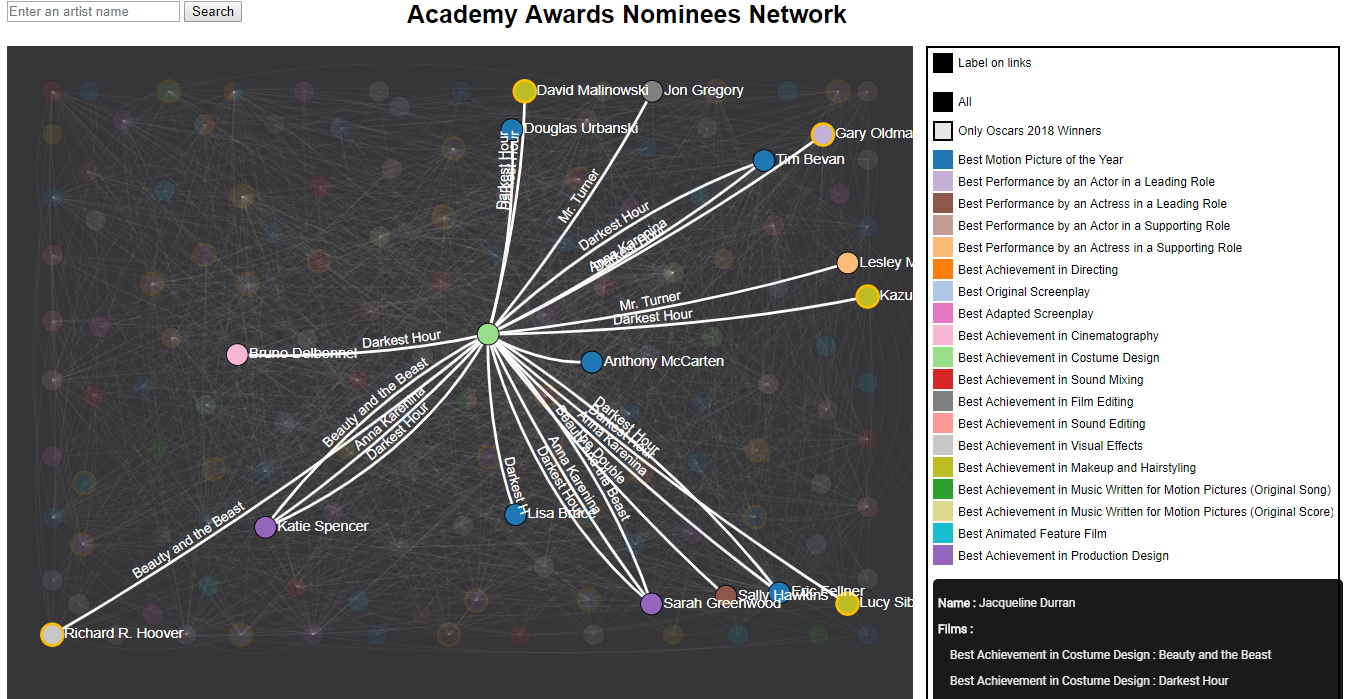 Enter an artist name
Search
Academy Awards Nominees Network
David Malinowski
Jon Gregory
Douglas Urbanski
Gary Oldma
Tim Bevan
Darkest Hour
Darkest Hour
Mr. Turner
Darkest Hour
Anna Karenina
Darkest Hour
Lesley M
Mr. Turner
Kazu
Darkest Hour
Darkest Hour
Bruno Delbonnel
Anthony McCarten
Beauty and the Beast
Anna Karenina
Darkest Hour
Darkest Hour
Darkest Hour
Anna Karenina
The Double
Beauty and the Beast
Anna Karenina
Darkest Hour
Darkest H
Lisa Bruce
Katie Spencer
Beauty and the Beast
Eric Fellner
Sally Hawkins
Sarah Greenwood
Lucy Sib
Richard R. Hoover
Label on links
All
Only Oscars 2018 Winners
Best Motion Picture of the Year
Best Performance by an Actor in a Leading Role
Best Performance by an Actress in a Leading Role
Best Performance by an Actor in a Supporting Role
Best Performance by an Actress in a Supporting Role
Best Achievement in Directing
Best Original Screenplay
Best Adapted Screenplay
Best Achievement in Cinematography
Best Achievement in Costume Design
Best Achievement in Sound Mixing
Best Achievement in Film Editing
Best Achievement in Sound Editing
Best Achievement in Visual Effects
Best Achievement in Makeup and Hairstyling
Best Achievement in Music Written for Motion Pictures (Original Song)
Best Achievement in Music Written for Motion Pictures (Original Score)
Best Animated Feature Film
Best Achievement in Production Design
Name : Jacqueline Durran
Films :
Best Achievement in Costume Design : Beauty and the Beast
Best Achievement in Costume Design : Darkest Hour